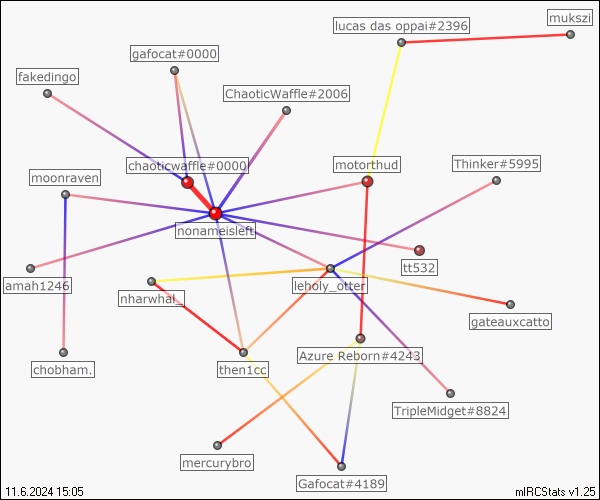 lucas das oppai#2396
mukszi
gafocat#0000
fakedingo
ChaoticWaffle#2006
chaoticwaffle#0000
motorthud
Thinker#5995
moonraven
nonameisleft
tt532
amah1246
nharwhal_
leholy_otter
gateauxcatto
chobham.
then1cc
Azure Reborn#4243
TripleMidget#8824
mercurybro
Gafocat#4189
11.6.2024 15:05
mIRCStats v1.25